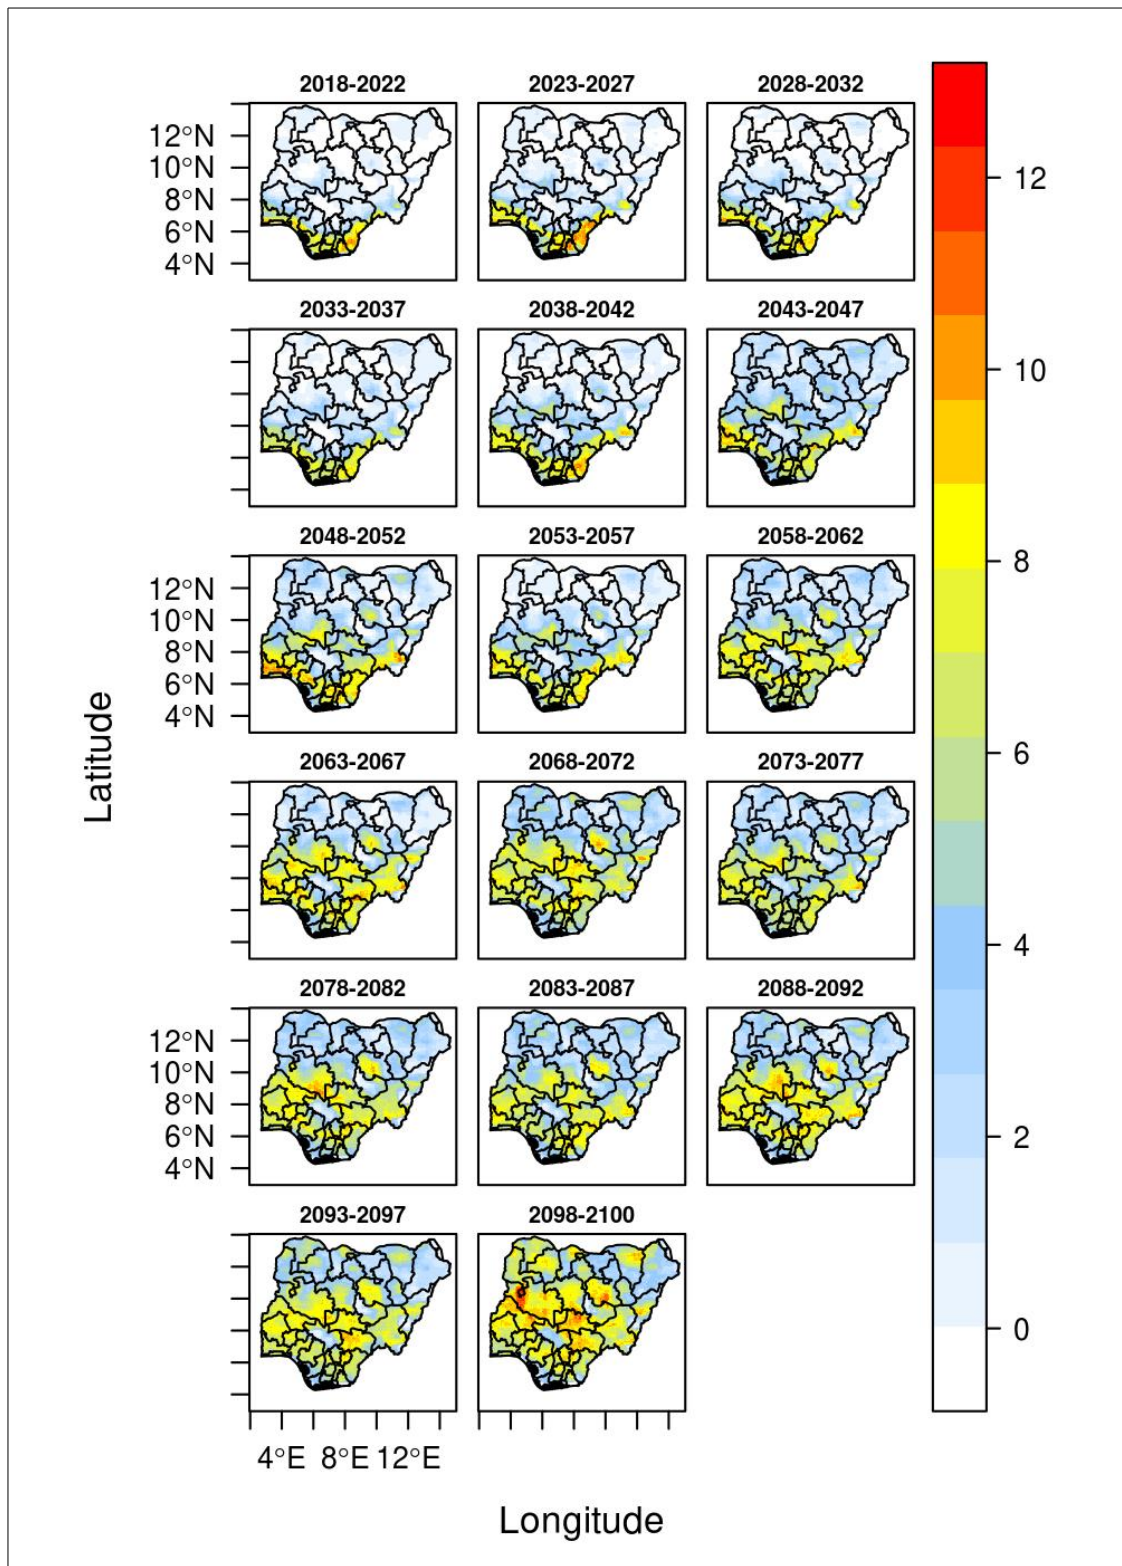 2018-2022 2023-2027 2028-2032
12°N
10°N
8°N
6°N
4°N
2033-2037 2038-2042 2043-2047
2048-2052 2053-2057 2058-2062
12°N
10°N
8°N
6°N
4°N
2063-2067 2068-2072 2073-2077
2078-2082 2083-2087 2088-2092
12°N
10°N
8°N
6°N
4°N
2093-2097 2098-2100
4°E 8°E 12°E
Latitude
Longitude
12
10
8
6
4
2
0